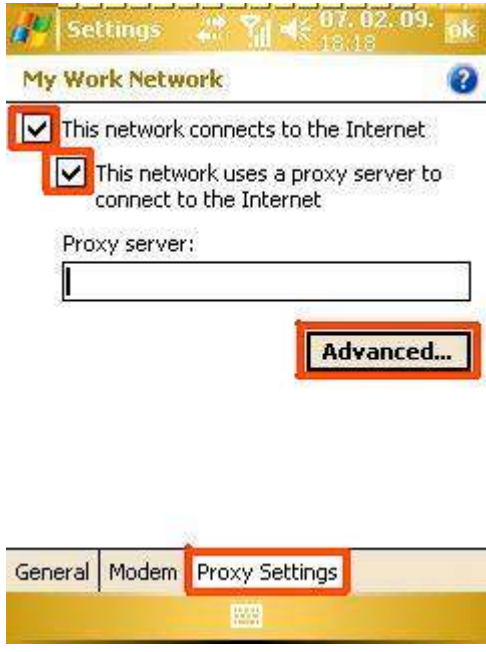 Settings 07. 02. 09. ok
18:18
My Work Network ?
This network connects to the Internet
This network uses a proxy server to
connect to the Internet
Proxy server:
Advanced...
General Modem Proxy Settings